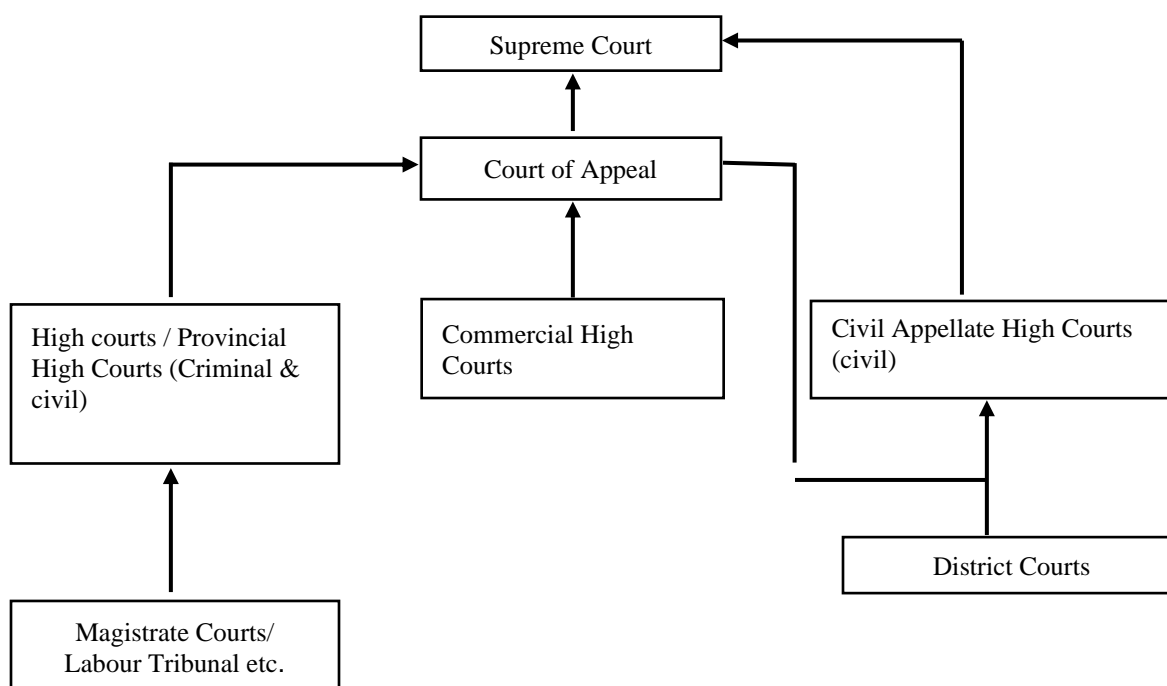 Supreme Court
Court of Appeal
High courts / Provincial
High Courts (Criminal &
civil)
Commercial High
Courts
Civil Appellate High Courts
(civil)
District Courts
Magistrate Courts/
Labour Tribunal etc.